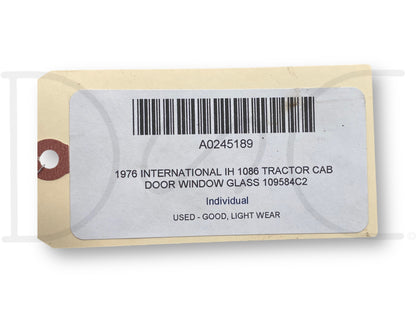 A0245189
1976 INTERNATIONAL IH 1086 TRACTOR CAB
DOOR WINDOW GLASS 109584C2
Individual
USED - GOOD, LIGHT WEAR